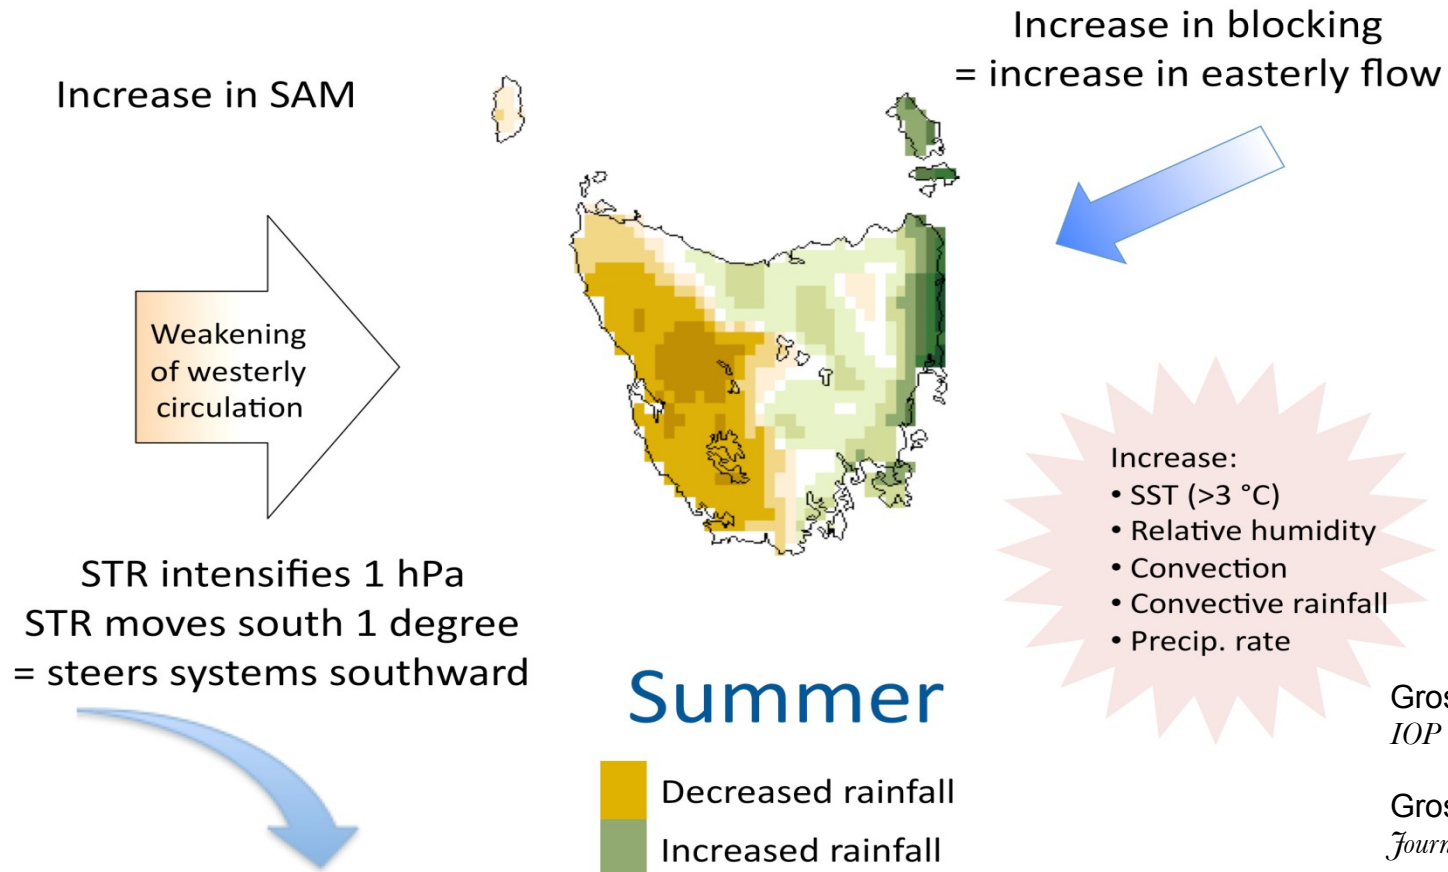 Increase in SAM
Increase in blocking
= increase in easterly flow
Weakening
of westerly
circulation
STR intensifies 1 hPa
STR moves south 1 degree
= steers systems southward
Increase:
• SST (>3 °C)
• Relative humidity
• Convection
• Convective rainfall
• Precip. rate
Summer
Decreased rainfall
Increased rainfall
IOP